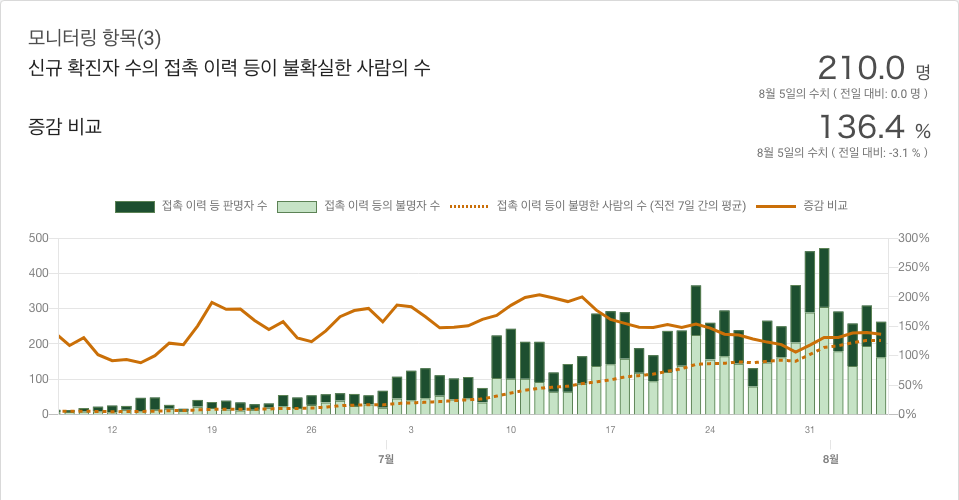 모니터링 항목(3)
신규 확진자 수의 접촉 이력 등이 불확실한 사람의 수
210.0 명
8월 5일의 수치 ( 전일 대비: 0.0 명 )
증감 비교
136.4 %
8월 5일의 수치 ( 전일 대비: -3.1 % )
접촉 이력 등 판명자 수 접촉 이력 등의 불명자 수 접촉 이력 등이 불명한 사람의 수 (직전 7일 간의 평균) 증감 비교
500 300%
250%
400
200%
300
150%
200
100%
100
50%
0 0%
12 19 26 3 10 17 24 31
7월 8월